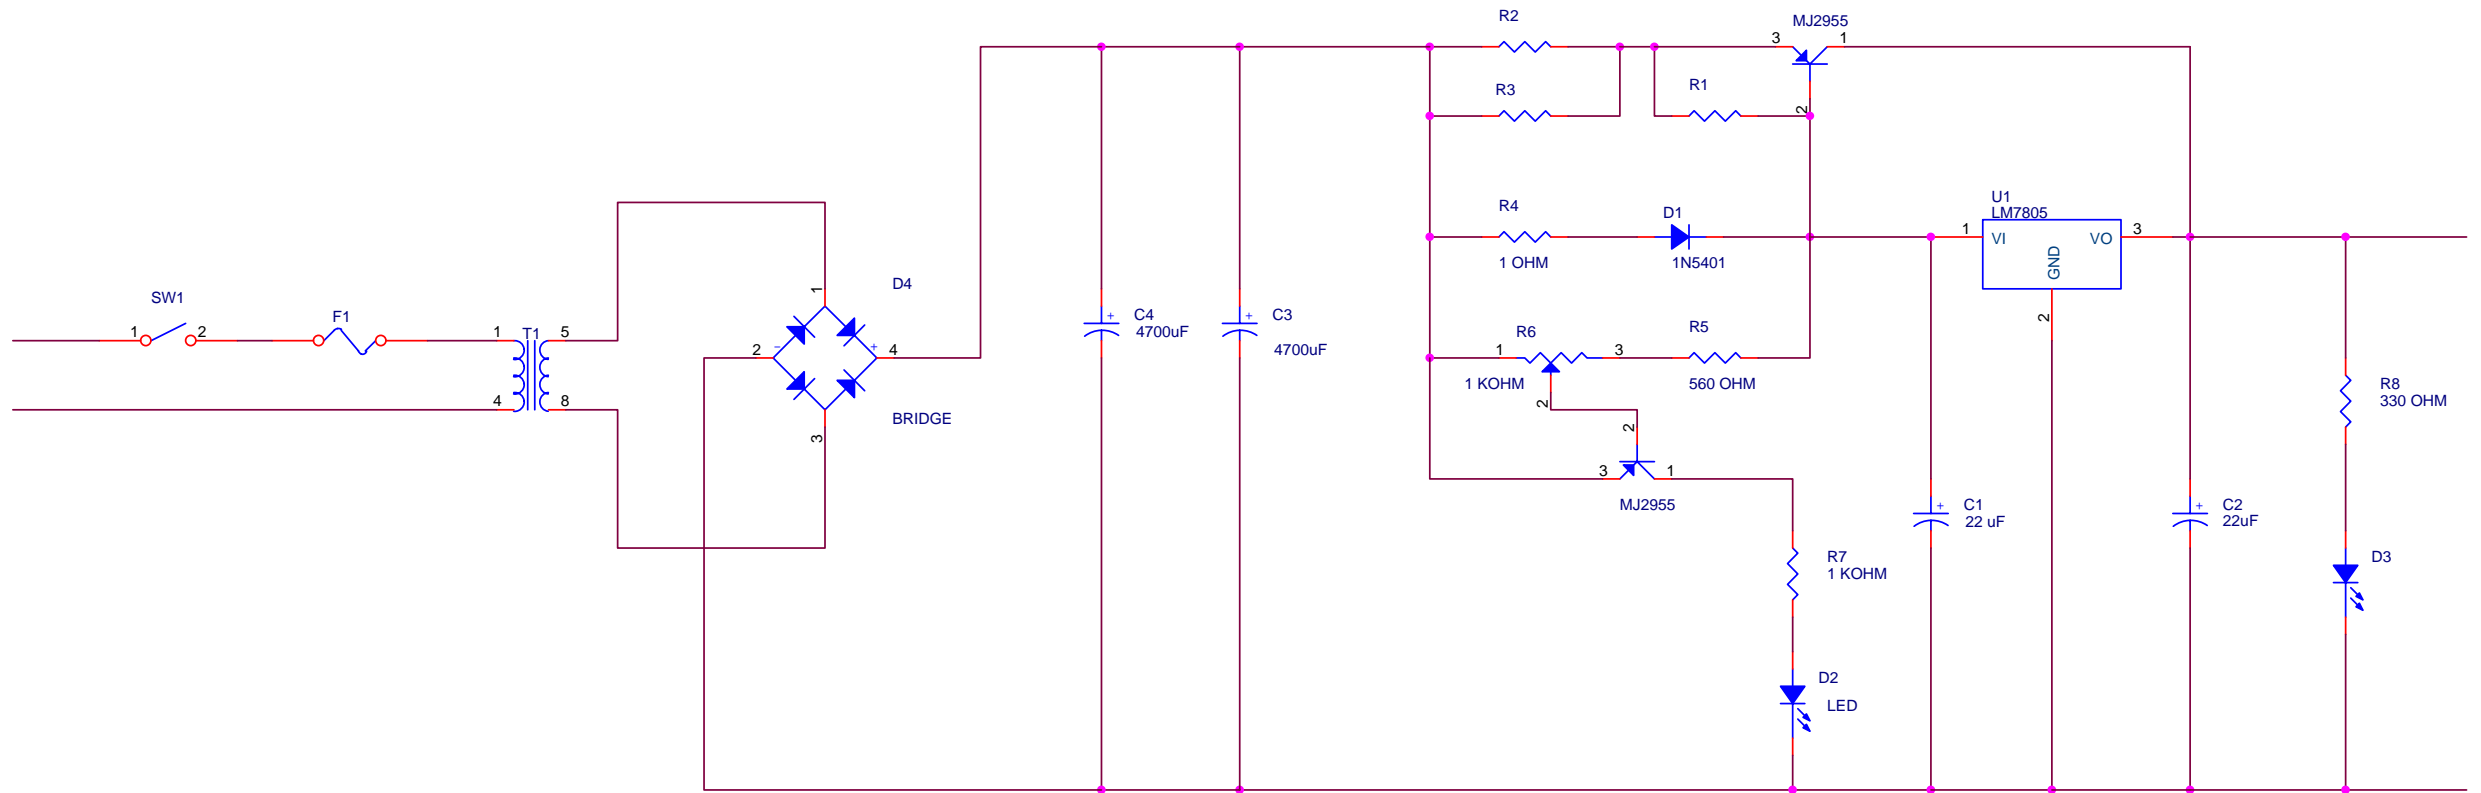 R2
MJ2955
3
1
R3
R1
2
R4
D1
1 OHM
1N5401
U1
LM7805
1
VI
VO
3
GND
2
SW1
1
2
F1
1
T1
5
4
8
D4
1
2
-
+
4
3
BRIDGE
+
C4
4700uF
+
C3
4700uF
R6
1
3
R5
1 KOHM
560 OHM
2
2
3
1
MJ2955
R7
1 KOHM
D2
LED
+
C1
22 uF
+
C2
22uF
R8
330 OHM
D3